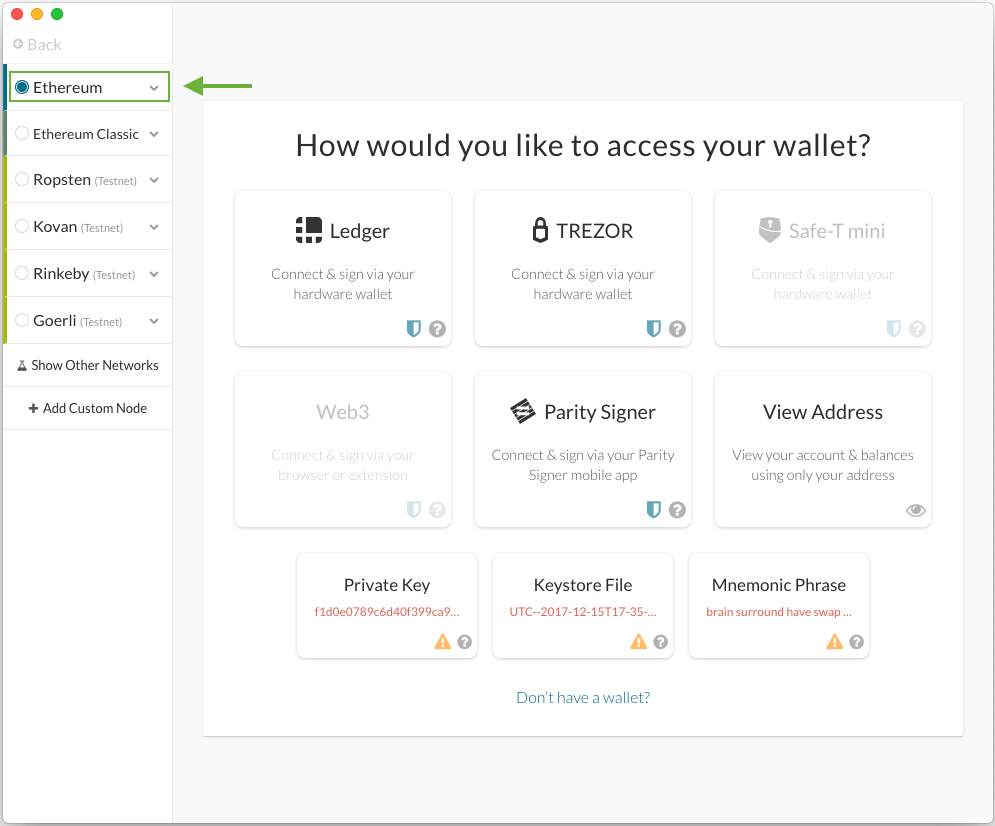 Back
Ethereum
Ethereum Classic
Ropsten (Testnet)
Kovan (Testnet)
Rinkeby (Testnet)
Goerli (Testnet)
Show Other Networks
+ Add Custom Node
How would you like to access your wallet?
Ledger
Connect & sign via your
hardware wallet
TREZOR
Connect & sign via your
hardware wallet
Safe-T mini
Connect & sign via your
hardware wallet
Web3
Connect & sign via your
browser or extension
Parity Signer
Connect & sign via your Parity
Signer mobile app
View Address
View your account & balances
using only your address
Private Key
f1d0e0789c6d40f399ca9...
Keystore File
UTC--2017-12-15T17-35-...
Mnemonic Phrase
brain surround have swap ...
Don't have a wallet?